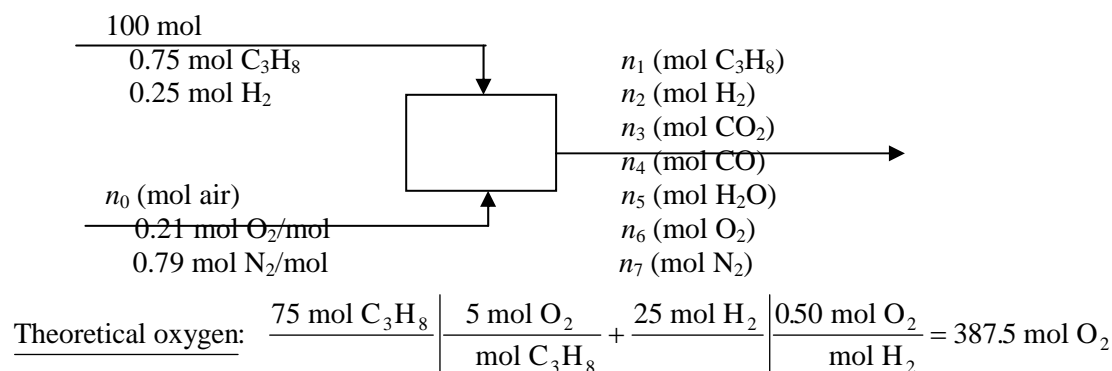 100 mol
0.75 mol C₃H₈
0.25 mol H₂
n₀ (mol air)
0.21 mol O₂/mol
0.79 mol N₂/mol
n₁ (mol C₃H₈)
n₂ (mol H₂)
n₃ (mol CO₂)
n₄ (mol CO)
n₅ (mol H₂O)
n₆ (mol O₂)
n₇ (mol N₂)
Theoretical oxygen: 75 mol C₃H₈ | 5 mol O₂ / mol C₃H₈ + 25 mol H₂ | 0.50 mol O₂ / mol H₂ = 387.5 mol O₂